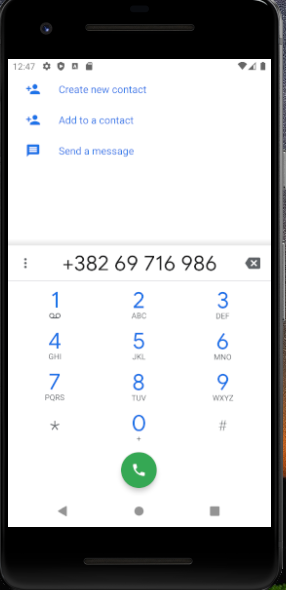 12:47
Create new contact
Add to a contact
Send a message
+382 69 716 986
1
2
ABC
3
DEF
4
GHI
5
JKL
6
MNO
7
PQRS
8
TUV
9
WXYZ
*
0
+
#